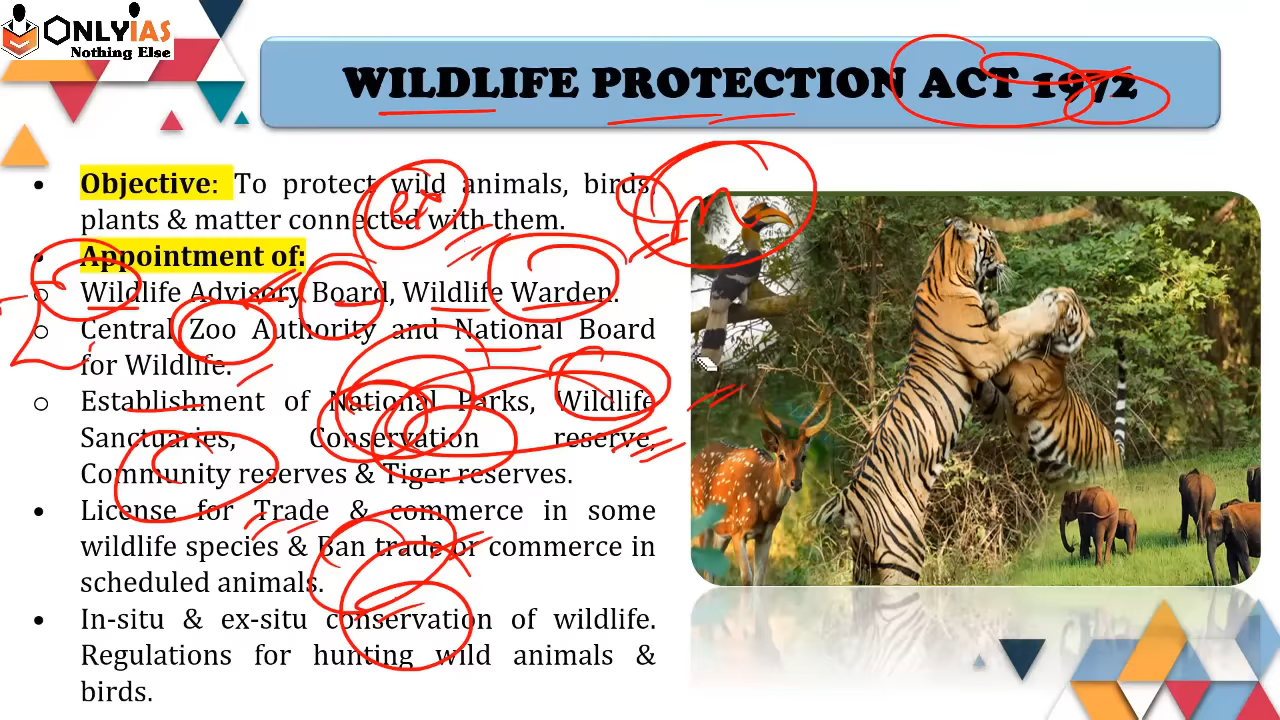 ONLYIAS
Nothing Else
WILDLIFE PROTECTION ACT 1972
• Objective: To protect wild animals, birds,
plants & matter connected with them.
• Appointment of:
o Wildlife Advisory Board, Wildlife Warden.
o Central Zoo Authority and National Board
for Wildlife.
o Establishment of National Parks, Wildlife
Sanctuaries, Conservation reserve,
Community reserves & Tiger reserves.
• License for Trade & commerce in some
wildlife species & Ban trade or commerce in
scheduled animals.
• In-situ & ex-situ conservation of wildlife.
Regulations for hunting wild animals &
birds.
ex